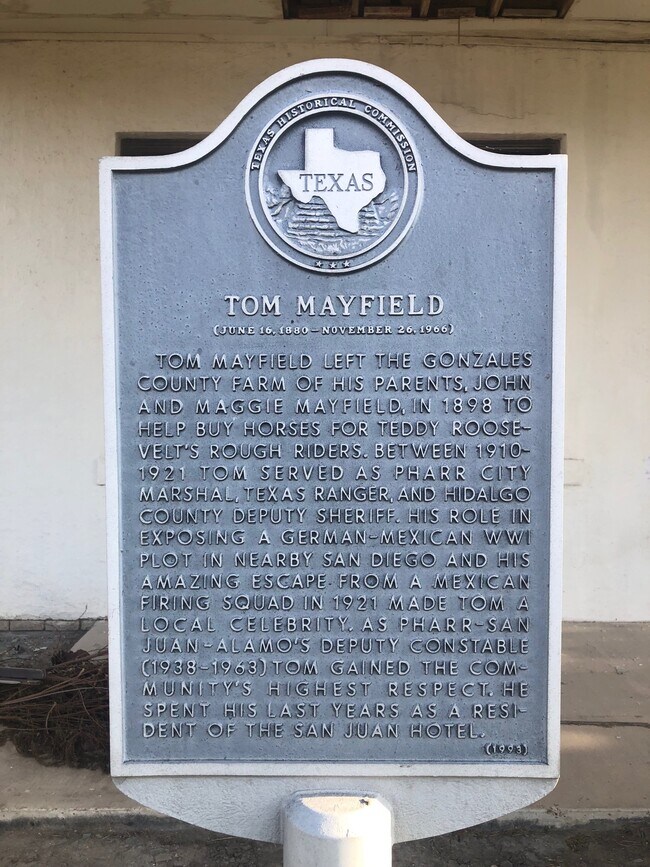 TEXAS HISTORICAL COMMISSION
TEXAS
TOM MAYFIELD
(JUNE 16, 1880 – NOVEMBER 26, 1966)
TOM MAYFIELD LEFT THE GONZALES
COUNTY FARM OF HIS PARENTS, JOHN
AND MAGGIE MAYFIELD, IN 1898 TO
HELP BUY HORSES FOR TEDDY ROOSE-
VELT'S ROUGH RIDERS. BETWEEN 1910-
1921 TOM SERVED AS PHARR CITY
MARSHAL, TEXAS RANGER, AND HIDALGO
COUNTY DEPUTY SHERIFF. HIS ROLE IN
EXPOSING A GERMAN-MEXICAN WWI
PLOT IN NEARBY SAN DIEGO AND HIS
AMAZING ESCAPE FROM A MEXICAN
FIRING SQUAD IN 1921 MADE TOM A
LOCAL CELEBRITY. AS PHARR-SAN
JUAN-ALAMO'S DEPUTY CONSTABLE
(1938-1963) TOM GAINED THE COM-
MUNITY'S HIGHEST RESPECT. HE
SPENT HIS LAST YEARS AS A RESI-
DENT OF THE SAN JUAN HOTEL.
(1993)